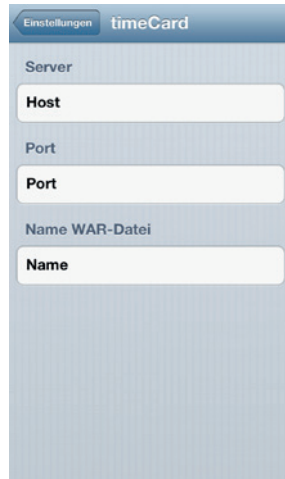 Einstellungen timeCard
Server
Host
Port
Port
Name WAR-Datei
Name